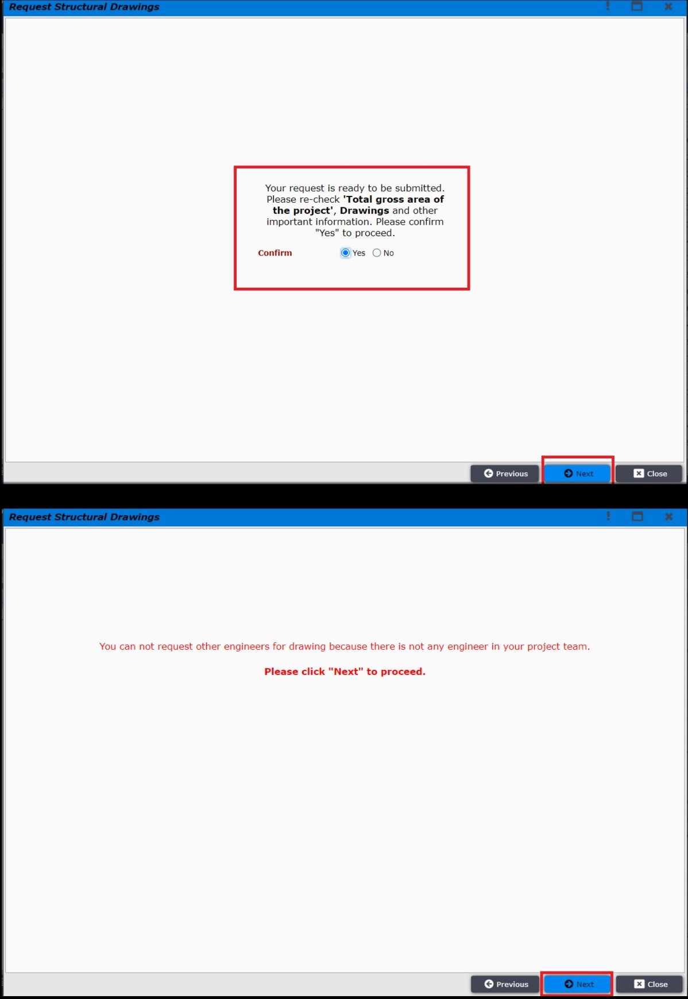 Request Structural Drawings
Your request is ready to be submitted.
Please re-check 'Total gross area of
the project', Drawings and other
important information. Please confirm
"Yes" to proceed.
Confirm Yes No
Previous Next Close
Request Structural Drawings
You can not request other engineers for drawing because there is not any engineer in your project team.
Please click "Next" to proceed.
Previous Next Close